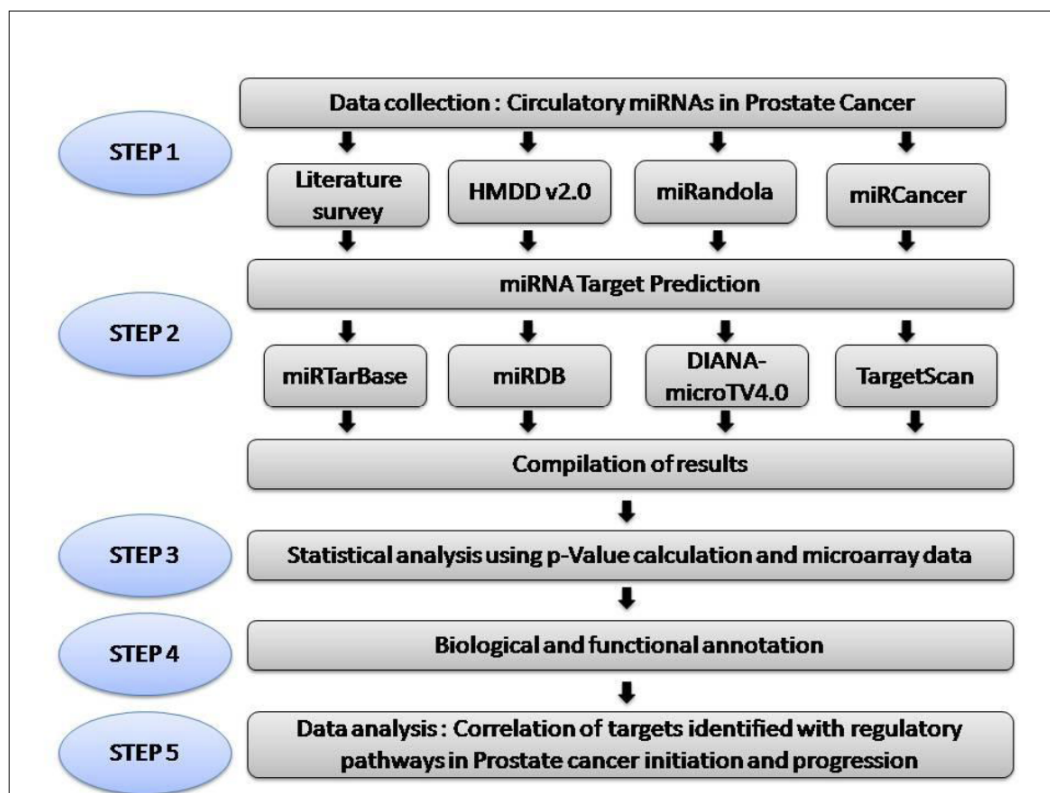 Data collection : Circulatory miRNAs in Prostate Cancer
STEP 1
Literature
survey
HMDD v2.0
miRandola
miRCancer
miRNA Target Prediction
STEP 2
miRTarBase
miRDB
DIANA-
microTV4.0
TargetScan
Compilation of results
STEP 3
Statistical analysis using p-Value calculation and microarray data
STEP 4
Biological and functional annotation
STEP 5
Data analysis : Correlation of targets identified with regulatory
pathways in Prostate cancer initiation and progression